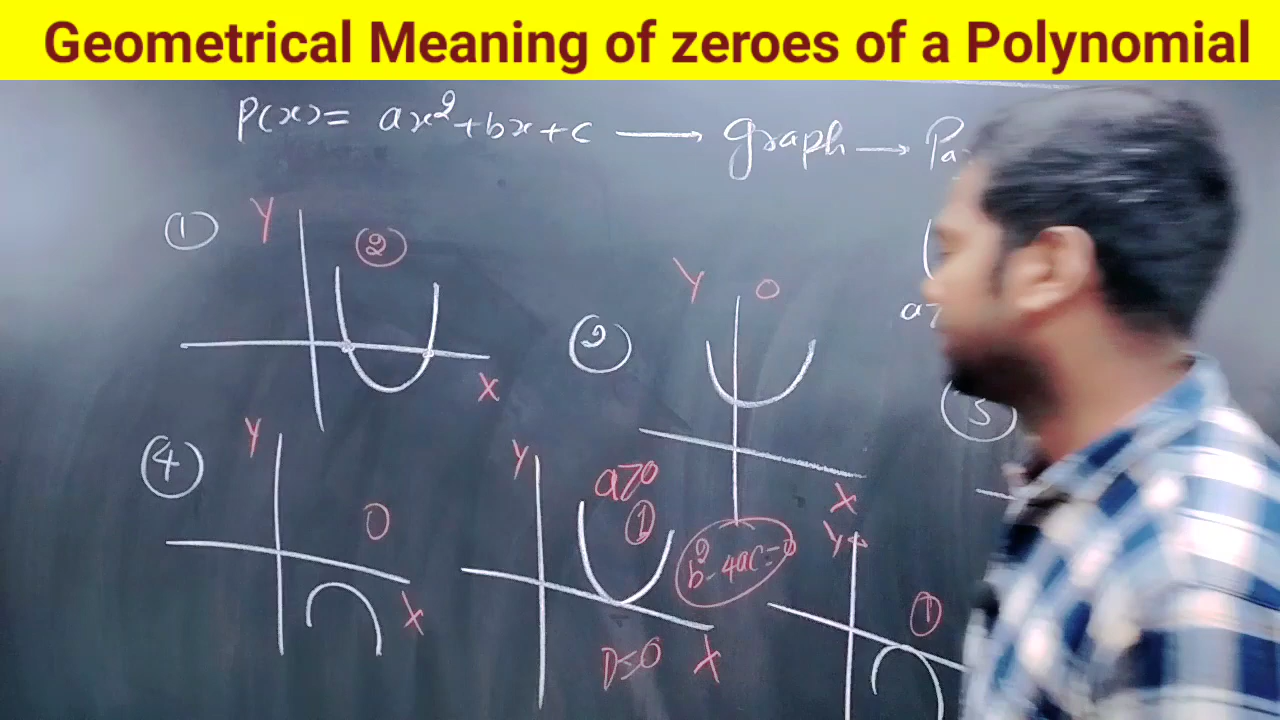 Geometrical Meaning of zeroes of a Polynomial
P(x) = ax²+bx+c → graph → Pa
① Y ②
X
② Y 0
X
a>
④ Y 0
X
Y a>0
①
b²-4ac=0
D=0 X
Y
①